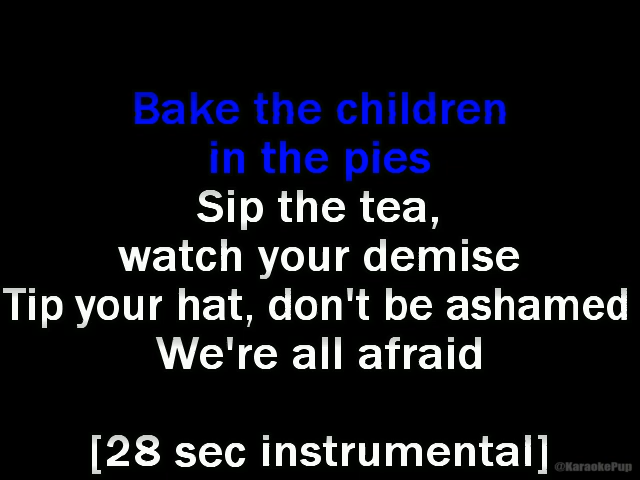 Bake the children
in the pies
Sip the tea,
watch your demise
Tip your hat, don't be ashamed
We're all afraid
[28 sec instrumental]
@KaraokePup